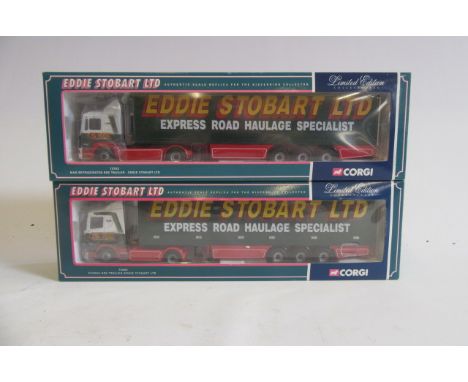 EDDIE STOBART LTD
AUTHENTIC SCALE REPLICA FOR THE DISCERNING COLLECTOR
Limited Edition
EDDIE STOBART LTD
EXPRESS ROAD HAULAGE SPECIALIST
CORGI
EDDIE STOBART LTD
AUTHENTIC SCALE REPLICA FOR THE DISCERNING COLLECTOR
Limited Edition
EDDIE STOBART LTD
EXPRESS ROAD HAULAGE SPECIALIST
CORGI